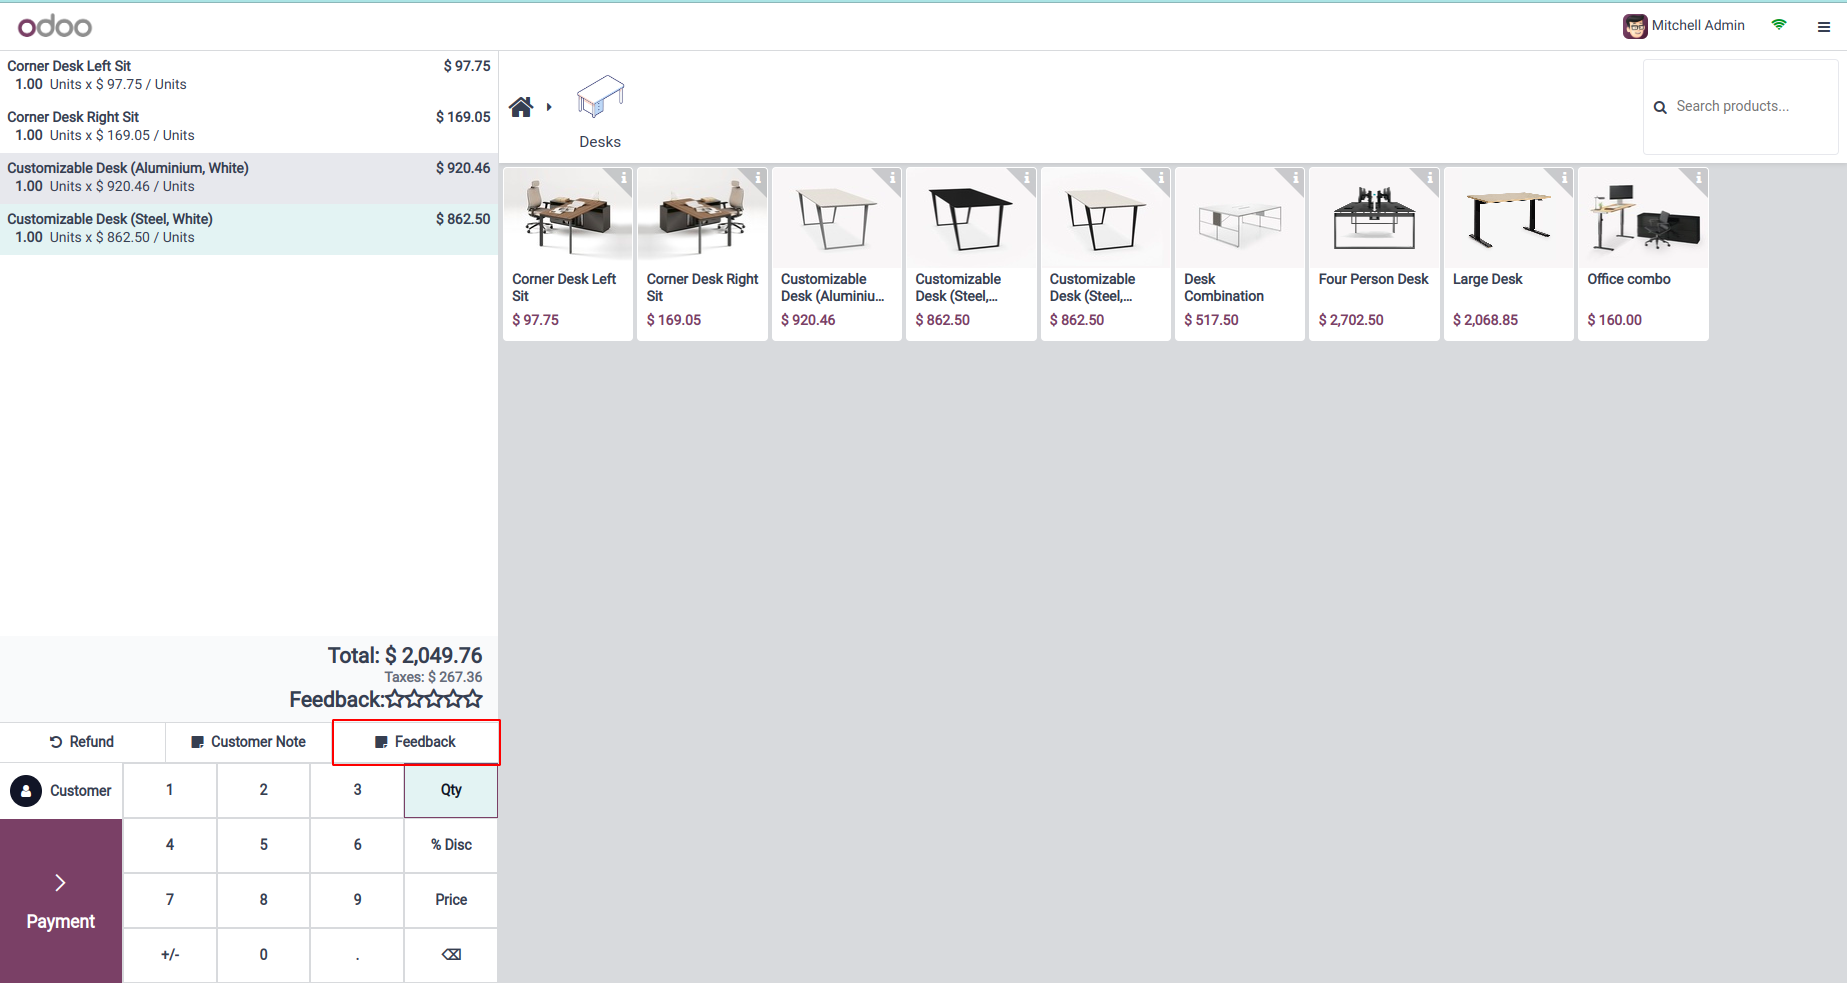 odoo
Mitchell Admin
Corner Desk Left Sit $ 97.75
1.00 Units x $ 97.75 / Units
Corner Desk Right Sit $ 169.05
1.00 Units x $ 169.05 / Units
Customizable Desk (Aluminium, White) $ 920.46
1.00 Units x $ 920.46 / Units
Customizable Desk (Steel, White) $ 862.50
1.00 Units x $ 862.50 / Units
Total: $ 2,049.76
Taxes: $ 267.36
Feedback:
Refund Customer Note Feedback
Customer 1 2 3 Qty
4 5 6 % Disc
7 8 9 Price
Payment
+/- 0 .
Desks
Search products...
Corner Desk Left
Sit
$ 97.75
Corner Desk Right
Sit
$ 169.05
Customizable
Desk (Aluminiu...
$ 920.46
Customizable
Desk (Steel,...
$ 862.50
Customizable
Desk (Steel,...
$ 862.50
Desk
Combination
$ 517.50
Four Person Desk
$ 2,702.50
Large Desk
$ 2,068.85
Office combo
$ 160.00